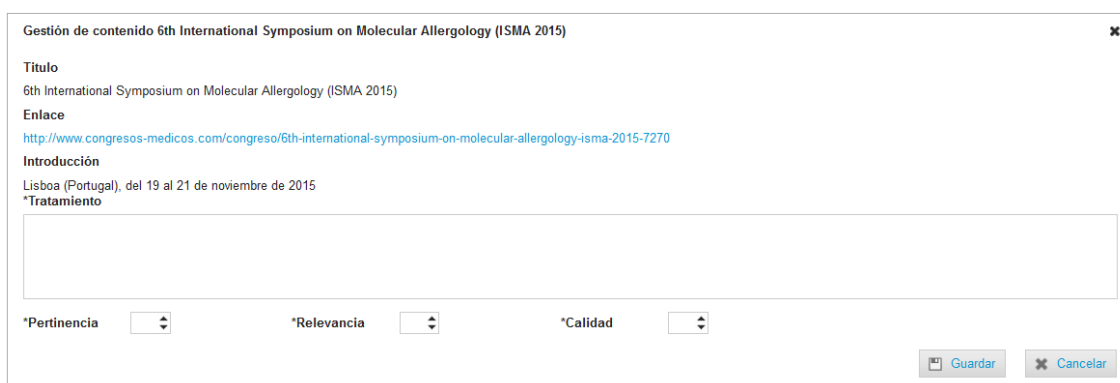 Gestión de contenido 6th International Symposium on Molecular Allergology (ISMA 2015)
Titulo
6th International Symposium on Molecular Allergology (ISMA 2015)
Enlace
http://www.congresos-medicos.com/congreso/6th-international-symposium-on-molecular-allergology-isma-2015-7270
Introducción
Lisboa (Portugal), del 19 al 21 de noviembre de 2015
*Tratamiento
*Pertinencia *Relevancia *Calidad
Guardar Cancelar